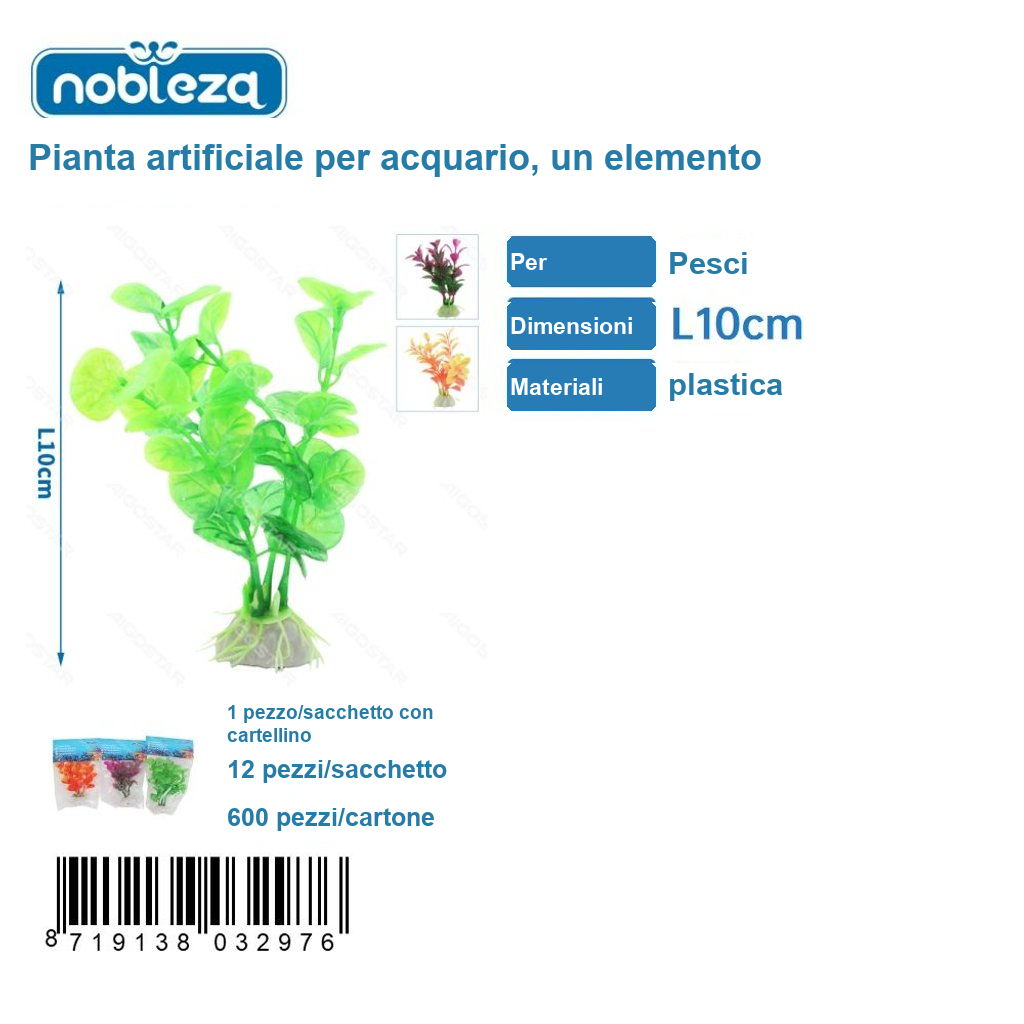 nobleza
Pianta artificiale per acquario, un elemento
Per
Pesci
Dimensioni
L10cm
Materiali
plastica
L10cm
AIGOSTAR
1 pezzo/sacchetto con
cartellino
12 pezzi/sacchetto
600 pezzi/cartone
8 719138 032976